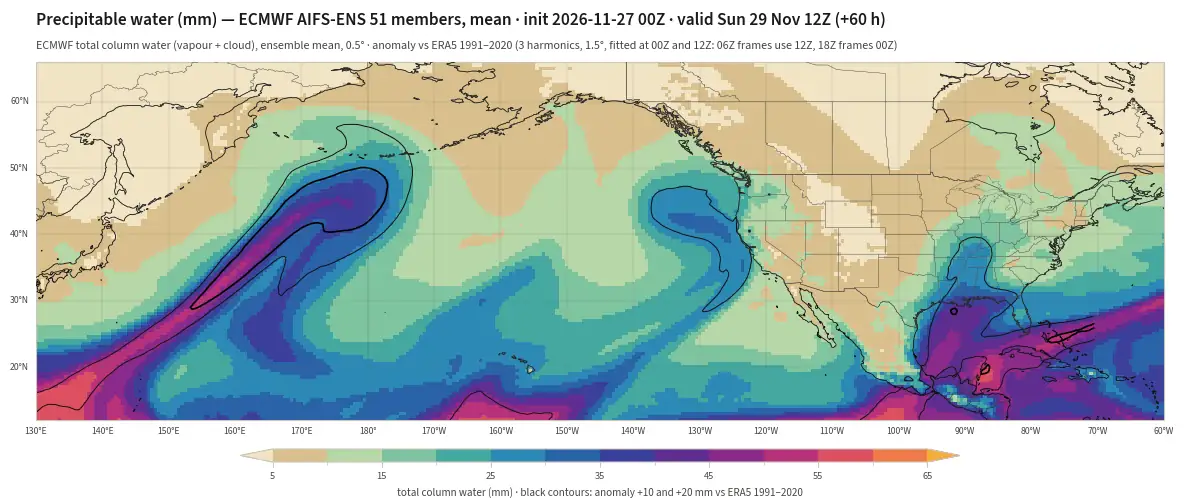 Precipitable water (mm) — ECMWF AIFS-ENS 51 members, mean · init 2026-11-27 00Z · valid Sun 29 Nov 12Z (+60 h)
ECMWF total column water (vapour + cloud), ensemble mean, 0.5° · anomaly vs ERA5 1991–2020 (3 harmonics, 1.5°, fitted at 00Z and 12Z: 06Z frames use 12Z, 18Z frames 00Z)
60°N
50°N
40°N
30°N
20°N
130°E 140°E 150°E 160°E 170°E 180° 170°W 160°W 150°W 140°W 130°W 120°W 110°W 100°W 90°W 80°W 70°W 60°W
5 15 25 35 45 55 65
total column water (mm) · black contours: anomaly +10 and +20 mm vs ERA5 1991–2020